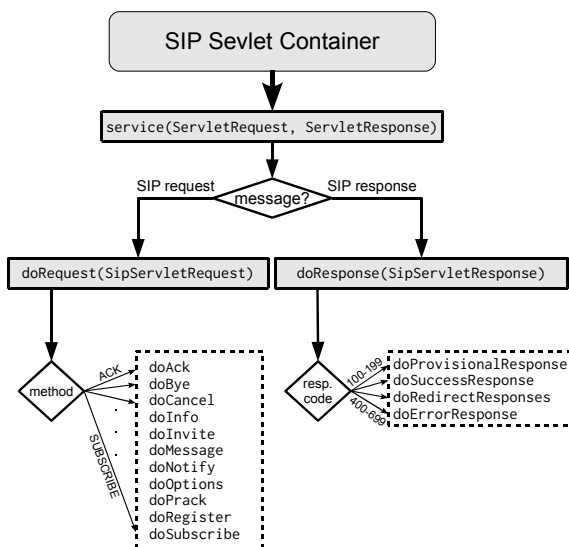 SIP Sevlet Container
service(ServletRequest, ServletResponse)
SIP request
SIP response
message?
doRequest(SipServletRequest)
doResponse(SipServletResponse)
method
ACK
.
.
.
SUBSCRIBE
doAck
doBye
doCancel
doInfo
doInvite
doMessage
doNotify
doOptions
doPrack
doRegister
doSubscribe
resp.
code
100-199
400-699
doProvisionalResponse
doSuccessResponse
doRedirectResponses
doErrorResponse